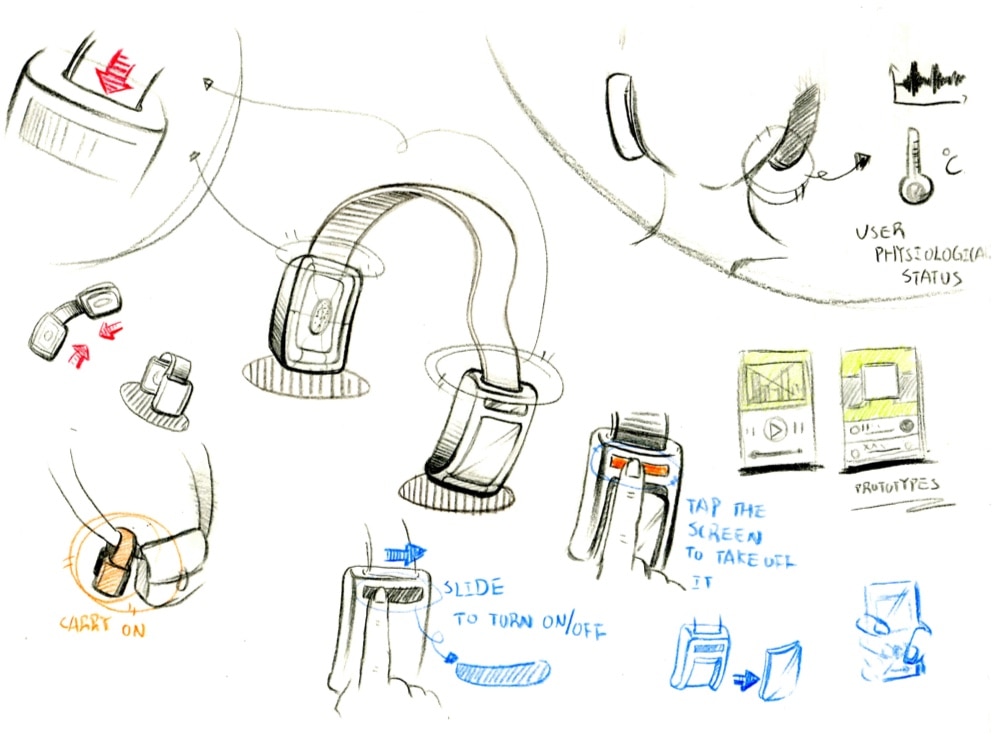 °C
USER
PHYSIOLOGICAL
STATUS
PROTOTYPES
TAP THE
SCREEN
TO TAKE OFF
IT
SLIDE
TO TURN ON/OFF
CARRY ON